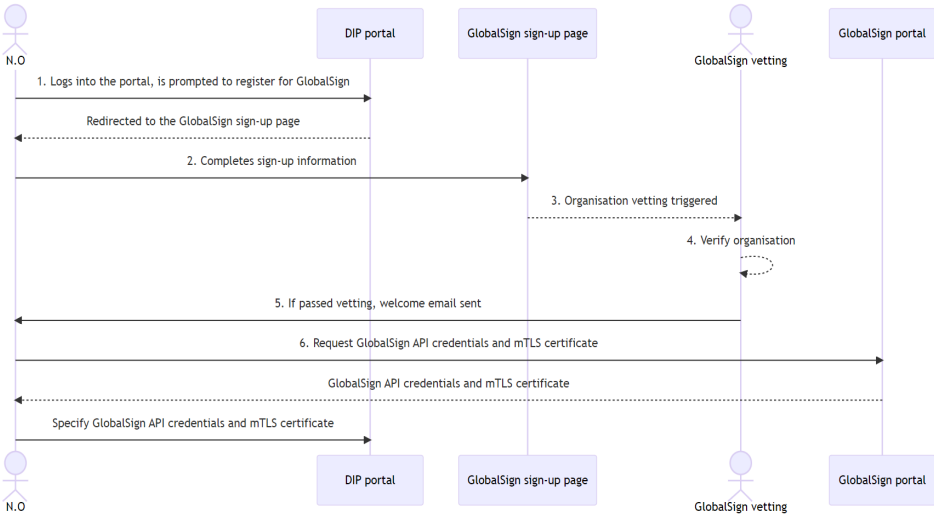 DIP portal
GlobalSign sign-up page
GlobalSign portal
N.O
GlobalSign vetting
1. Logs into the portal, is prompted to register for GlobalSign
Redirected to the GlobalSign sign-up page
2. Completes sign-up information
3. Organisation vetting triggered
4. Verify organisation
5. If passed vetting, welcome email sent
6. Request GlobalSign API credentials and mTLS certificate
GlobalSign API credentials and mTLS certificate
Specify GlobalSign API credentials and mTLS certificate
DIP portal
GlobalSign sign-up page
GlobalSign portal
N.O
GlobalSign vetting